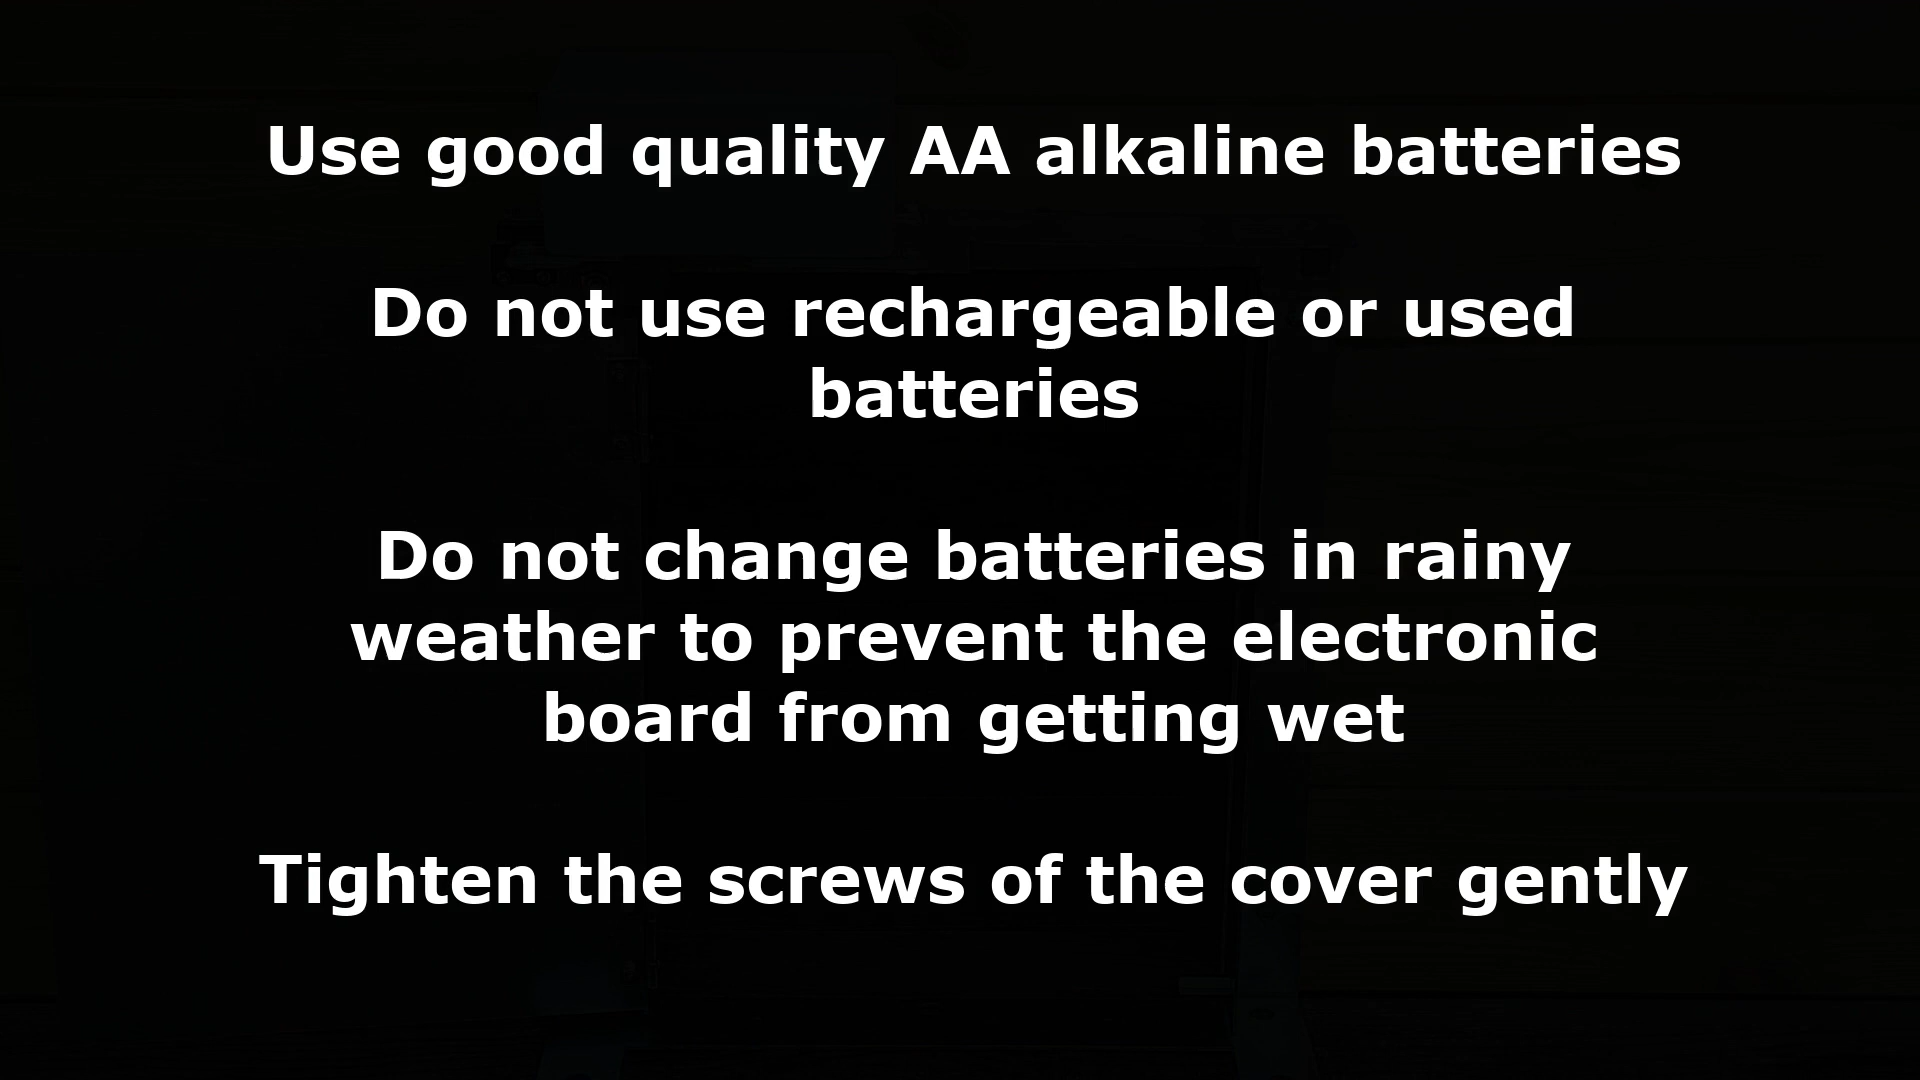 Use good quality AA alkaline batteries
Do not use rechargeable or used
batteries
Do not change batteries in rainy
weather to prevent the electronic
board from getting wet
Tighten the screws of the cover gently